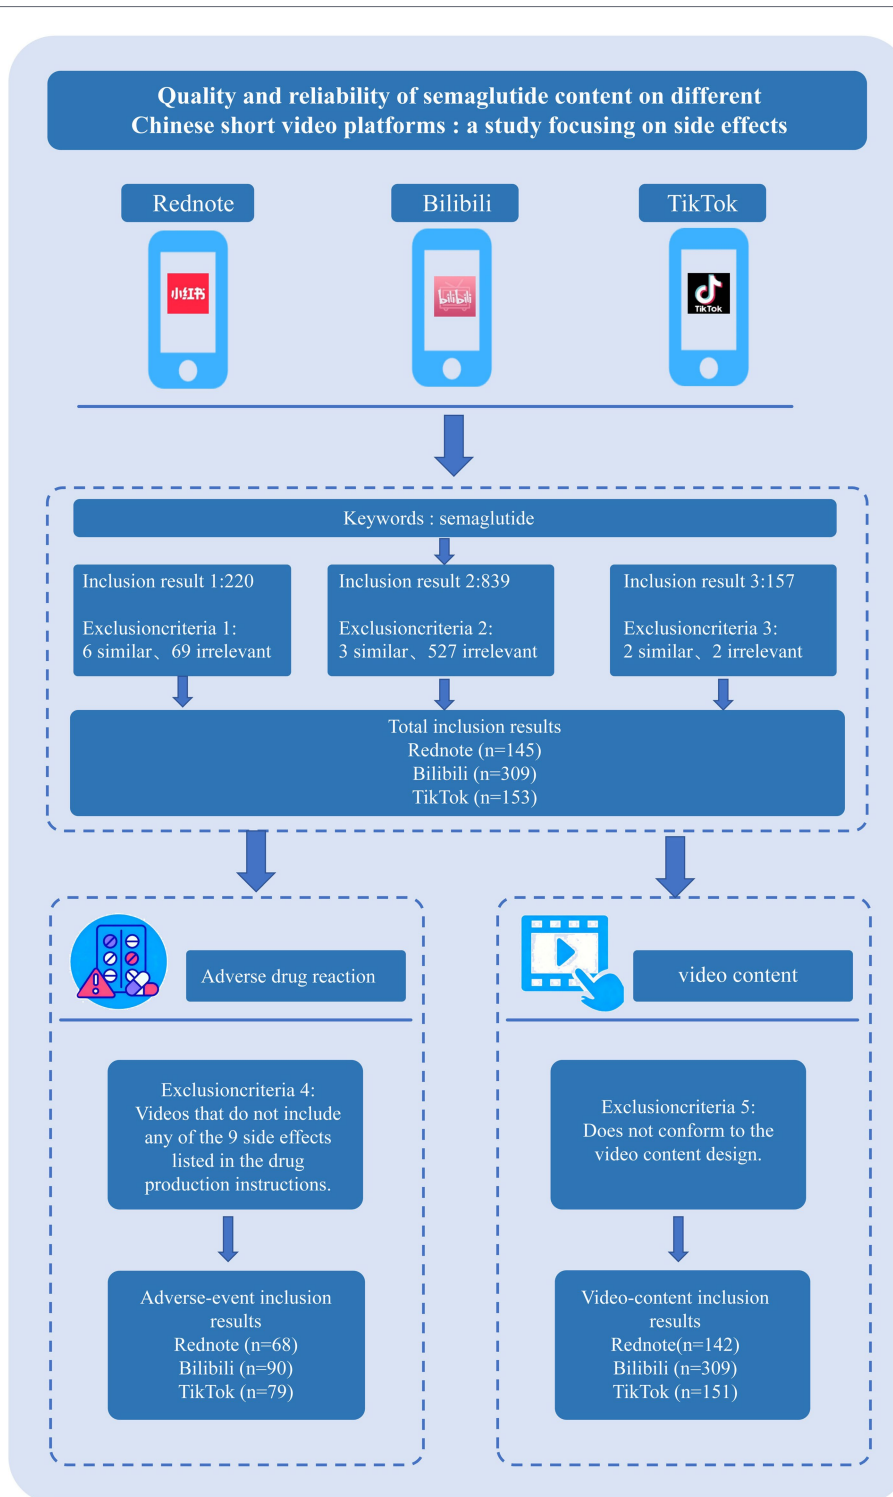 Quality and reliability of semaglutide content on different
Chinese short video platforms : a study focusing on side effects
Rednote
Bilibili
TikTok
小红书
bilibili
TikTok
Keywords : semaglutide
Inclusion result 1:220
Exclusioncriteria 1:
6 similar、69 irrelevant
Inclusion result 2:839
Exclusioncriteria 2:
3 similar、527 irrelevant
Inclusion result 3:157
Exclusioncriteria 3:
2 similar、2 irrelevant
Total inclusion results
Rednote (n=145)
Bilibili (n=309)
TikTok (n=153)
Adverse drug reaction
Exclusioncriteria 4:
Videos that do not include
any of the 9 side effects
listed in the drug
production instructions.
Adverse-event inclusion
results
Rednote (n=68)
Bilibili (n=90)
TikTok (n=79)
video content
Exclusioncriteria 5:
Does not conform to the
video content design.
Video-content inclusion
results
Rednote(n=142)
Bilibili (n=309)
TikTok (n=151)